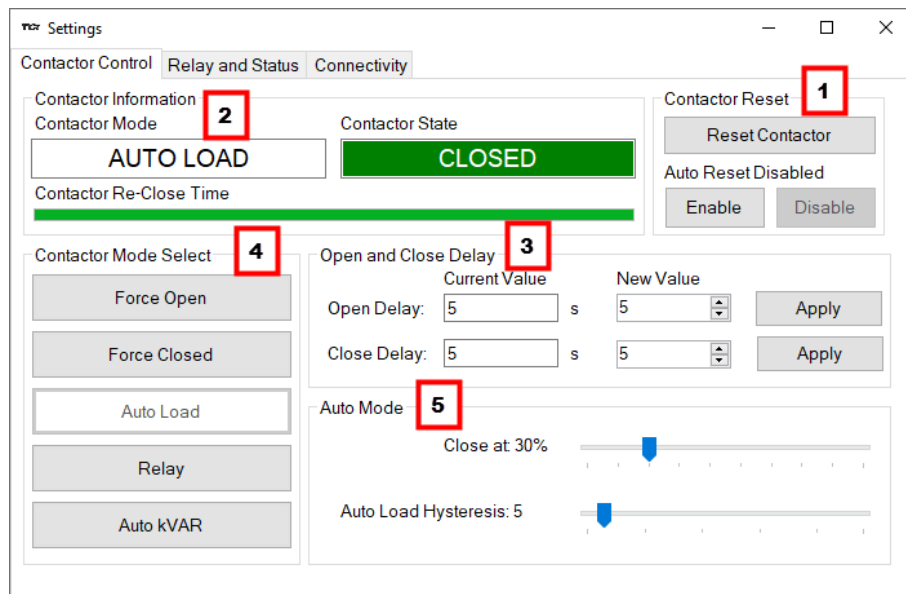 TCI Settings
Contactor Control Relay and Status Connectivity
Contactor Information
2
Contactor Mode
Contactor State
AUTO LOAD
CLOSED
Contactor Re-Close Time
Contactor Reset
1
Reset Contactor
Auto Reset Disabled
Enable
Disable
Contactor Mode Select
4
Force Open
Force Closed
Auto Load
Relay
Auto kVAR
Open and Close Delay
3
Current Value
New Value
Open Delay: 5 s 5 Apply
Close Delay: 5 s 5 Apply
Auto Mode
5
Close at: 30%
Auto Load Hysteresis: 5